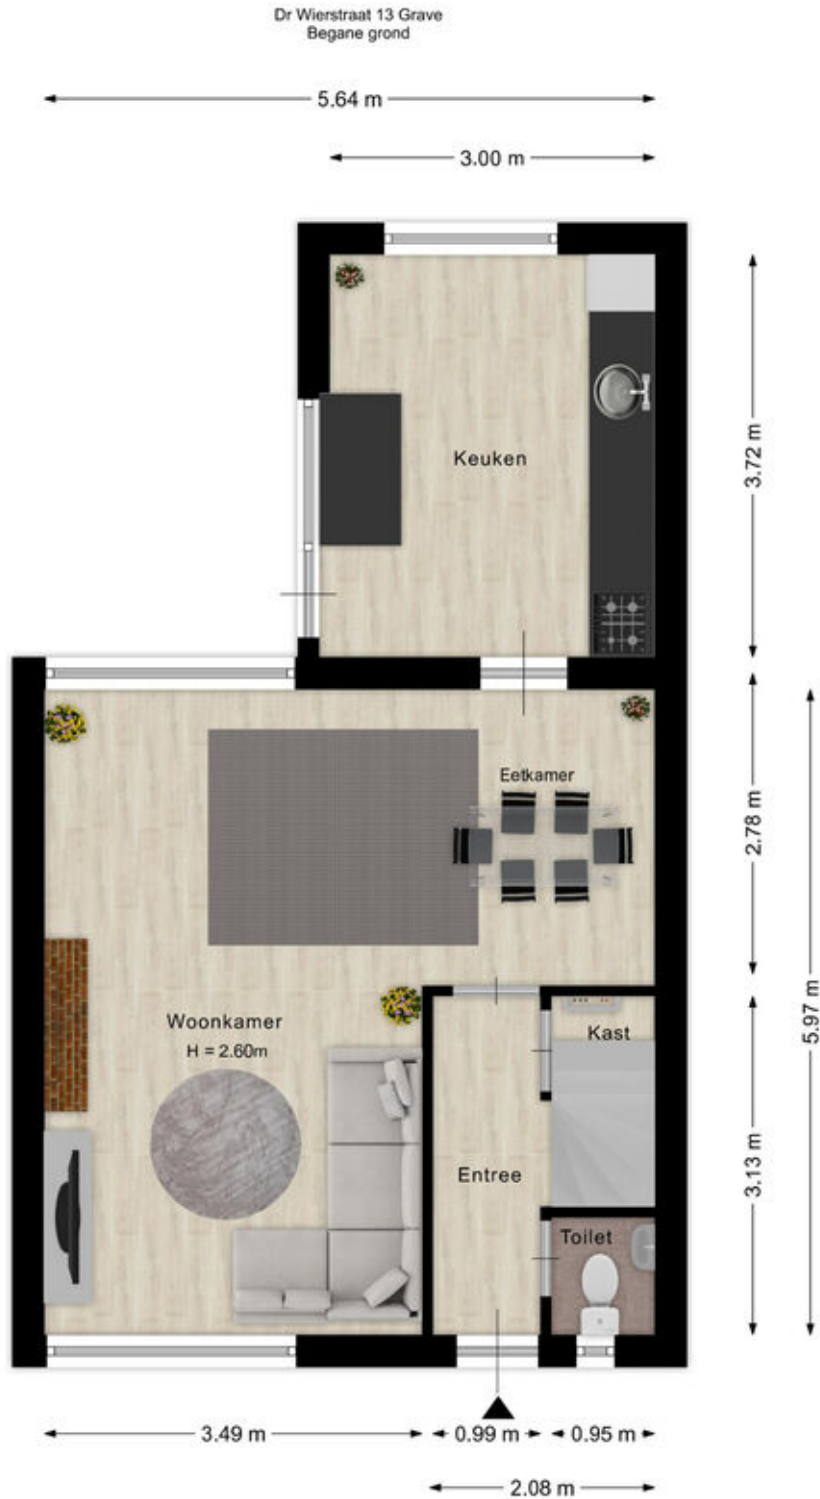 Dr Wierstraat 13 Grave
Begane grond
5.64 m
3.00 m
3.72 m
Keuken
2.78 m
Eetkamer
5.97 m
Woonkamer
H = 2.60m
Kast
3.13 m
Entree
Toilet
3.49 m
0.99 m
0.95 m
2.08 m